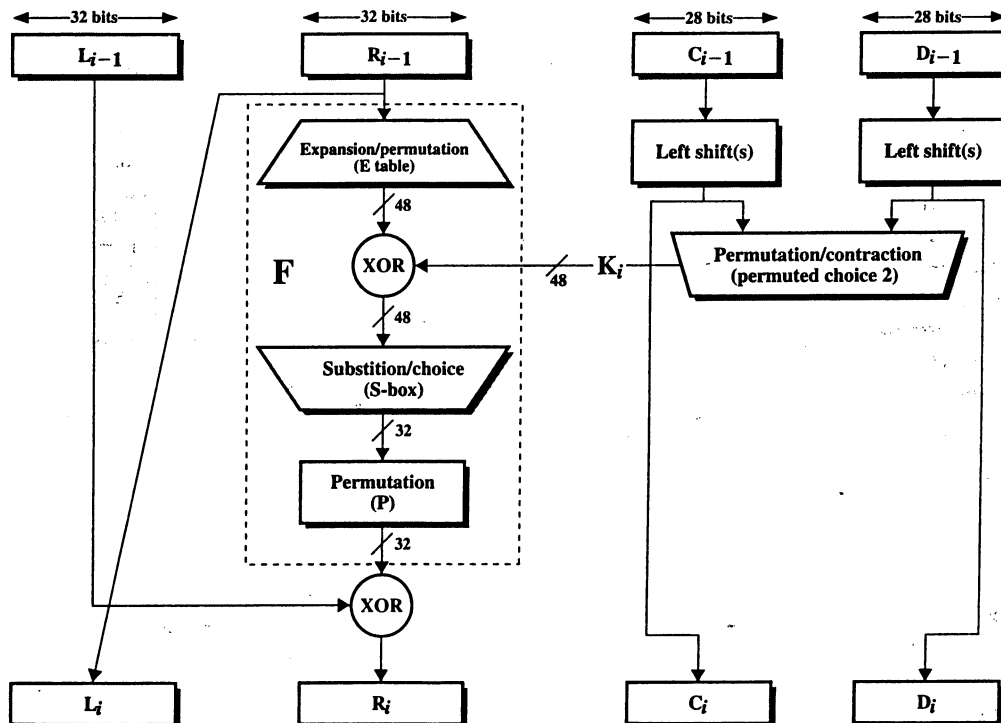 32 bits
32 bits
28 bits
28 bits
Li−1
Ri−1
Ci−1
Di−1
Expansion/permutation
(E table)
Left shift(s)
Left shift(s)
48
F
XOR
48
Ki
Permutation/contraction
(permuted choice 2)
48
Substition/choice
(S-box)
32
Permutation
(P)
32
XOR
Li
Ri
Ci
Di